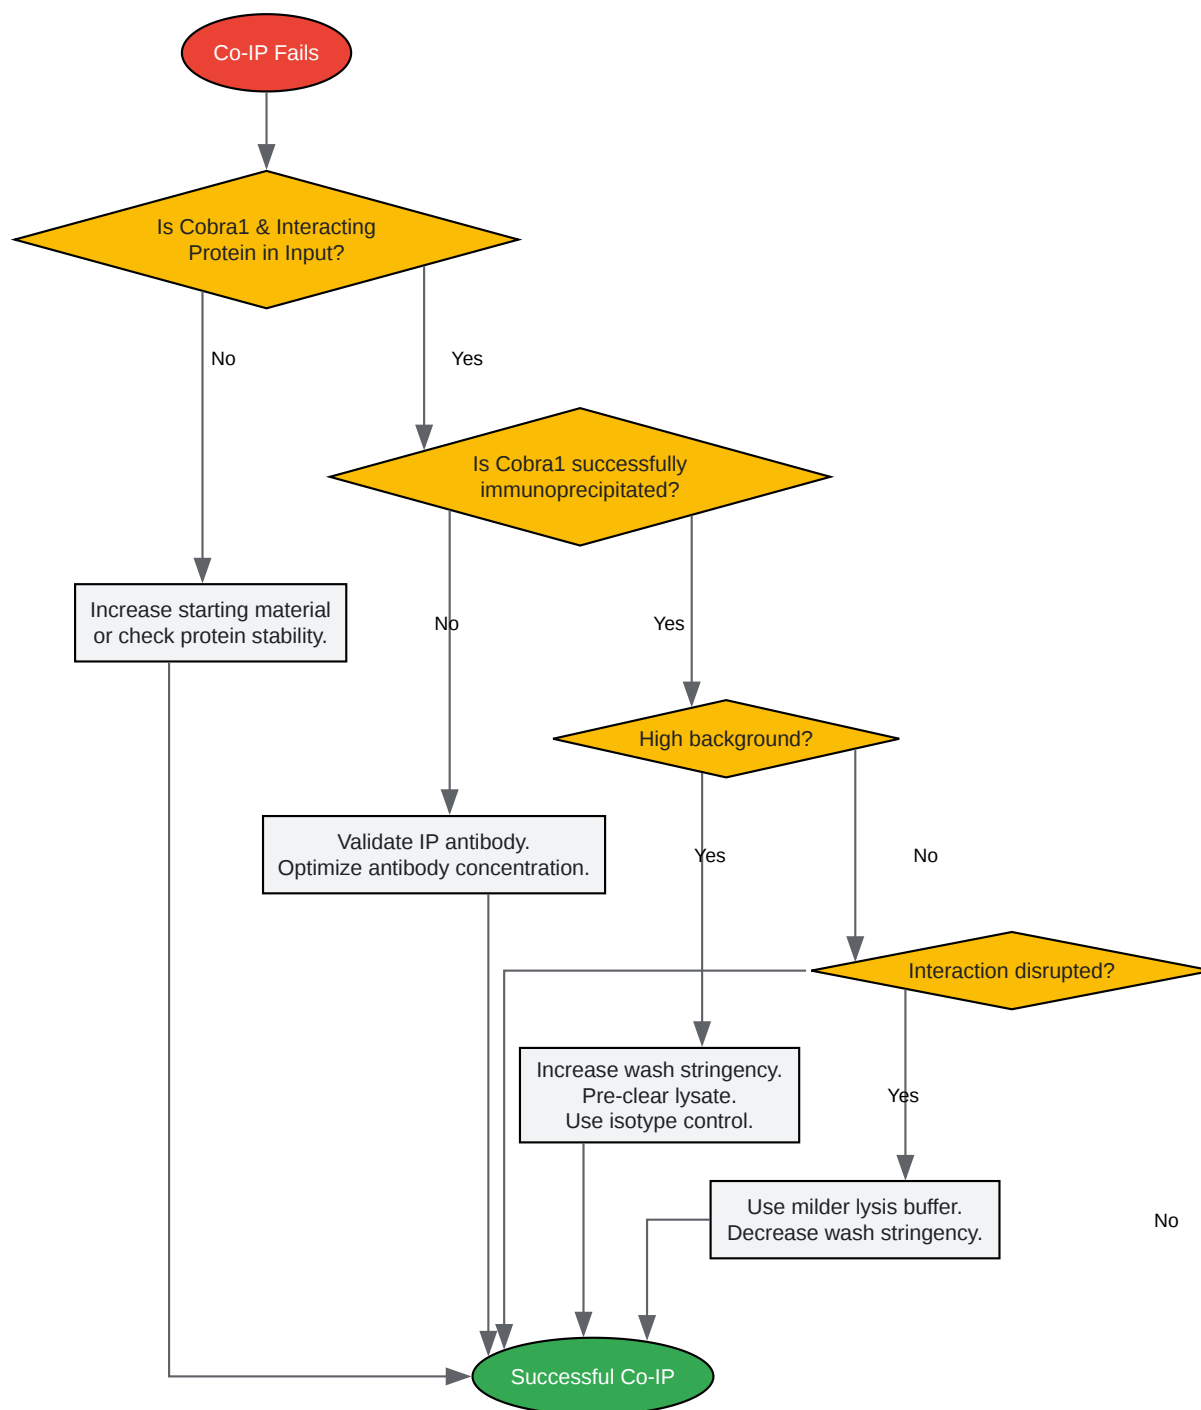 Co-IP Fails
Is Cobra1 & Interacting
Protein in Input?
No
Yes
Is Cobra1 successfully
immunoprecipitated?
Increase starting material
or check protein stability.
No
Yes
High background?
Validate IP antibody.
Optimize antibody concentration.
Yes
No
Interaction disrupted?
Increase wash stringency.
Pre-clear lysate.
Use isotype control.
Yes
Use milder lysis buffer.
Decrease wash stringency.
No
Successful Co-IP